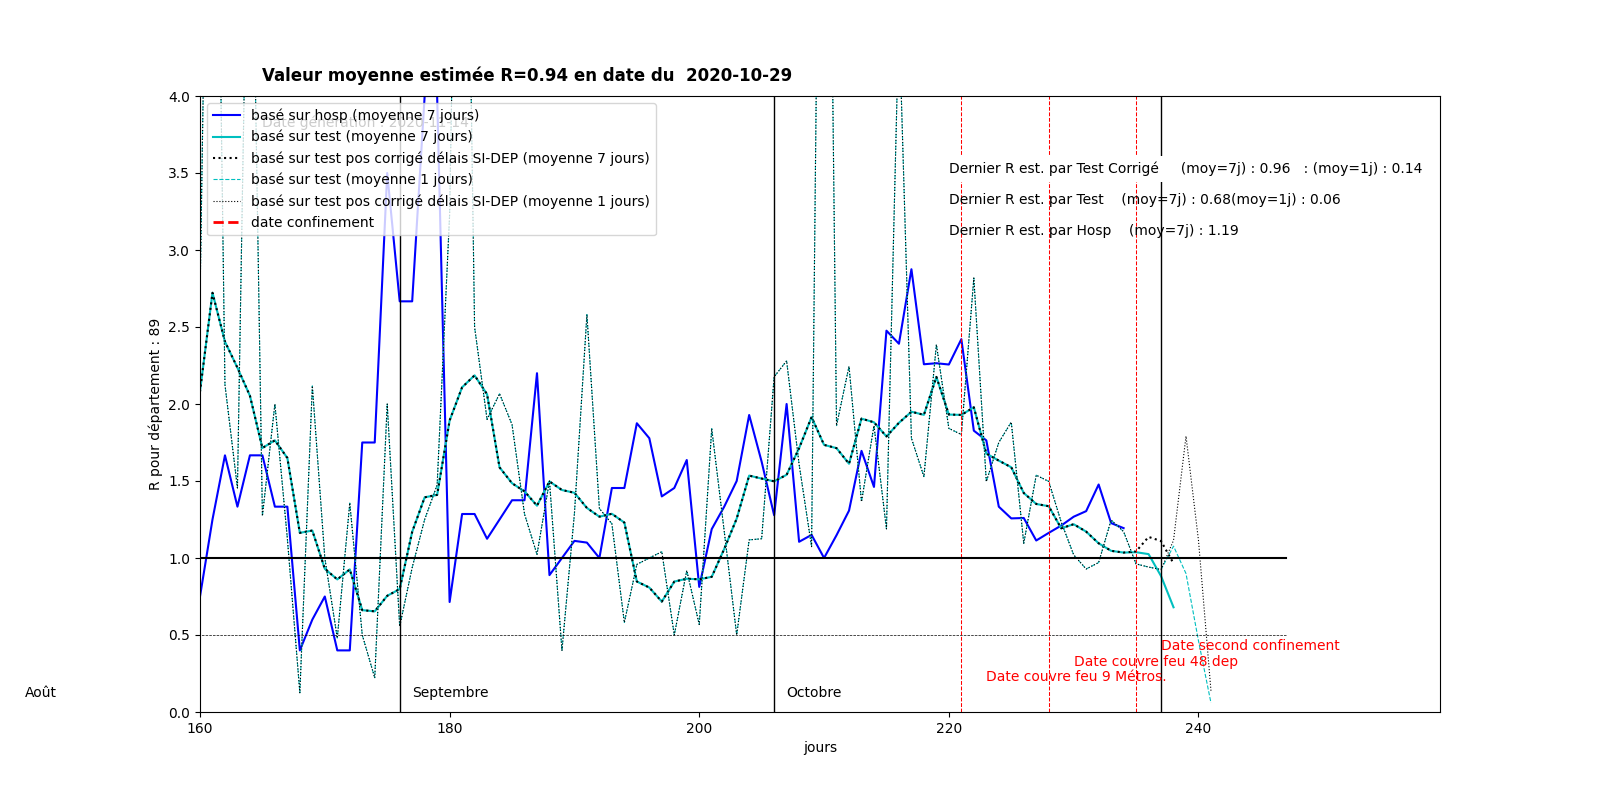 Valeur moyenne estimée R=0.94 en date du  2020-10-29
basé sur hosp (moyenne 7 jours)
basé sur test (moyenne 7 jours)
basé sur test pos corrigé délais SI-DEP (moyenne 7 jours)
basé sur test (moyenne 1 jours)
basé sur test pos corrigé délais SI-DEP (moyenne 1 jours)
date confinement
Dernier R est. par Test Corrigé (moy=7j) : 0.96 : (moy=1j) : 0.14
Dernier R est. par Test (moy=7j) : 0.68(moy=1j) : 0.06
Dernier R est. par Hosp (moy=7j) : 1.19
4.0
3.5
3.0
2.5
2.0
1.5
1.0
0.5
0.0
R pour département : 89
Date second confinement
Date couvre feu 48 dep
Date couvre feu 9 Métros.
Août
Septembre
Octobre
160
180
200
220
240
jours